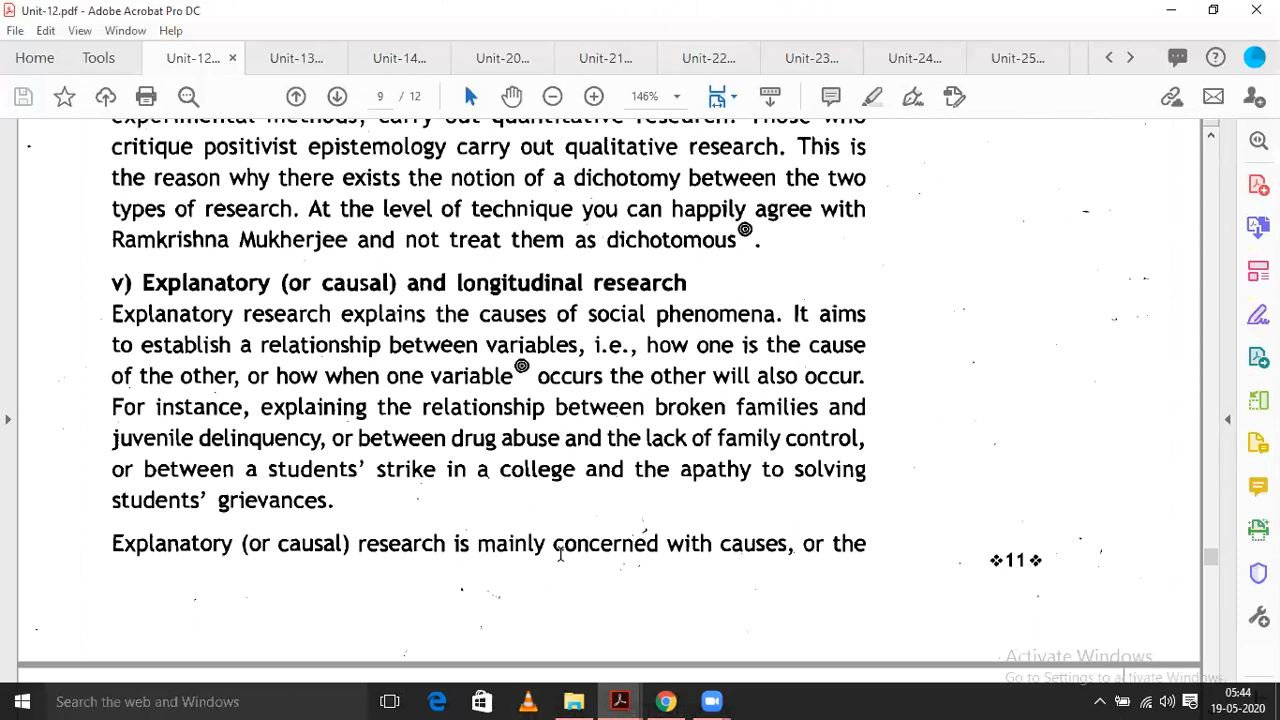 Unit-12.pdf - Adobe Acrobat Pro DC
File Edit View Window Help
Home Tools Unit-12... × Unit-13... Unit-14... Unit-20... Unit-21... Unit-22... Unit-23... Unit-24... Unit-25...
9 / 12 146%
experimental methods, carry out quantitative research. Those who
critique positivist epistemology carry out qualitative research. This is
the reason why there exists the notion of a dichotomy between the two
types of research. At the level of technique you can happily agree with
Ramkrishna Mukherjee and not treat them as dichotomous.
v) Explanatory (or causal) and longitudinal research
Explanatory research explains the causes of social phenomena. It aims
to establish a relationship between variables, i.e., how one is the cause
of the other, or how when one variable occurs the other will also occur.
For instance, explaining the relationship between broken families and
juvenile delinquency, or between drug abuse and the lack of family control,
or between a students' strike in a college and the apathy to solving
students' grievances.
Explanatory (or causal) research is mainly concerned with causes, or the
❖11❖
Activate Windows
Go to Settings to activate Windows.
Search the web and Windows
05:44
19-05-2020